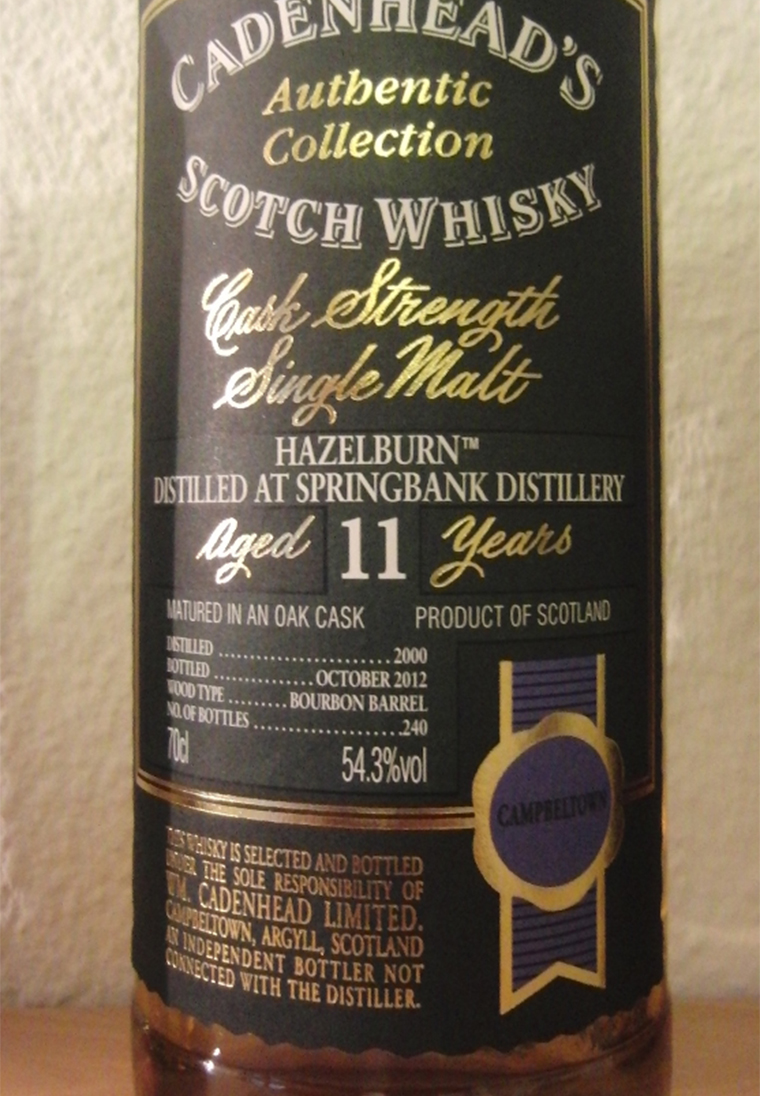 CADENHEAD'S
Authentic
Collection
SCOTCH WHISKY
Cask Strength
Single Malt
HAZELBURN™
DISTILLED AT SPRINGBANK DISTILLERY
Aged 11 Years
MATURED IN AN OAK CASK PRODUCT OF SCOTLAND
DISTILLED ........................ 2000
BOTTLED ............... OCTOBER 2012
WOOD TYPE ......... BOURBON BARREL
NO. OF BOTTLES ..................... 240
70cl 54.3%vol
CAMPBELTOWN
THIS WHISKY IS SELECTED AND BOTTLED
UNDER THE SOLE RESPONSIBILITY OF
WM. CADENHEAD LIMITED.
CAMPBELTOWN, ARGYLL, SCOTLAND
AN INDEPENDENT BOTTLER NOT
CONNECTED WITH THE DISTILLER.